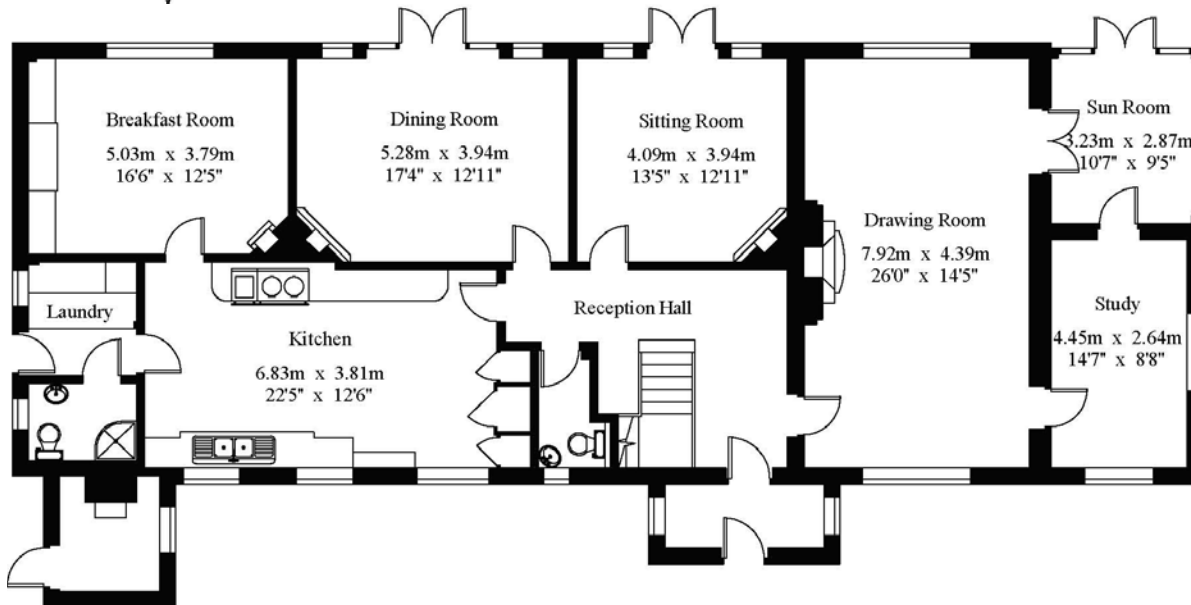 Breakfast Room
5.03m x 3.79m
16'6" x 12'5"
Dining Room
5.28m x 3.94m
17'4" x 12'11"
Sitting Room
4.09m x 3.94m
13'5" x 12'11"
Drawing Room
7.92m x 4.39m
26'0" x 14'5"
Sun Room
3.23m x 2.87m
10'7" x 9'5"
Laundry
Kitchen
6.83m x 3.81m
22'5" x 12'6"
Reception Hall
Study
4.45m x 2.64m
14'7" x 8'8"